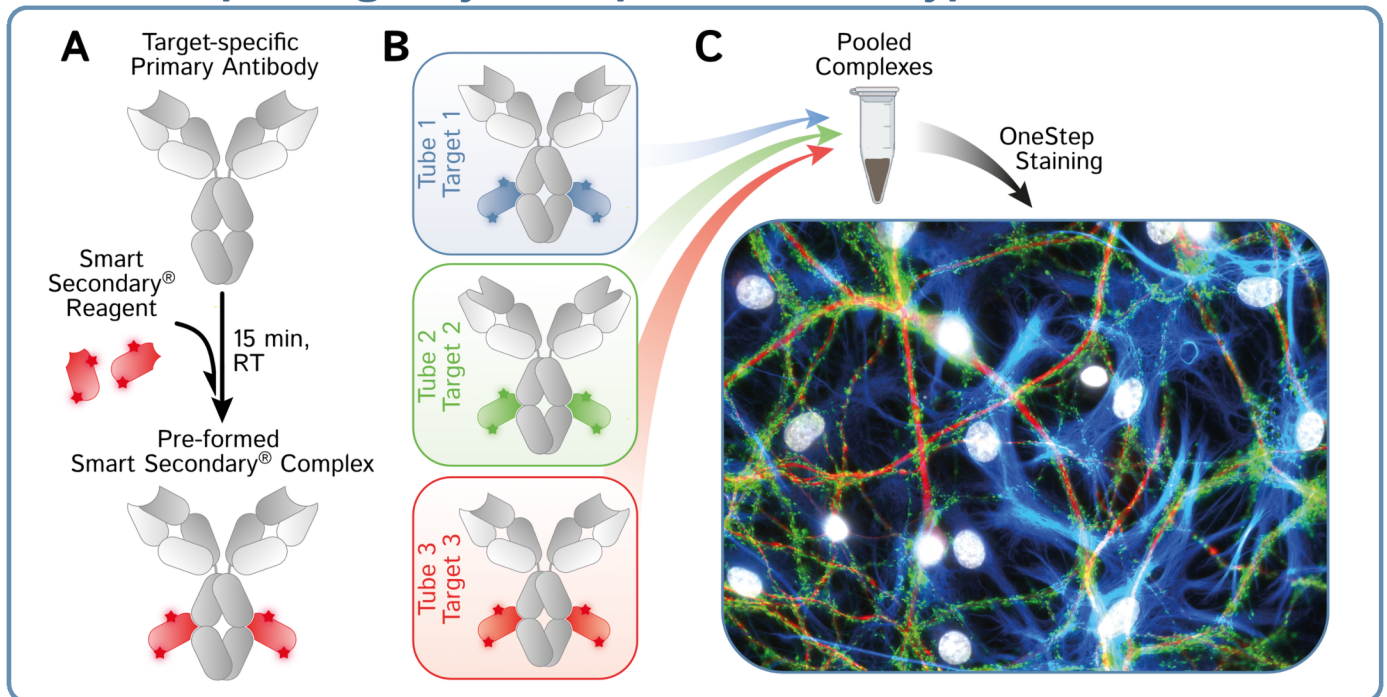 A
Target-specific
Primary Antibody
Smart
Secondary®
Reagent
15 min,
RT
Pre-formed
Smart Secondary® Complex
B
Tube 1
Target 1
Tube 2
Target 2
Tube 3
Target 3
C
Pooled
Complexes
OneStep
Staining